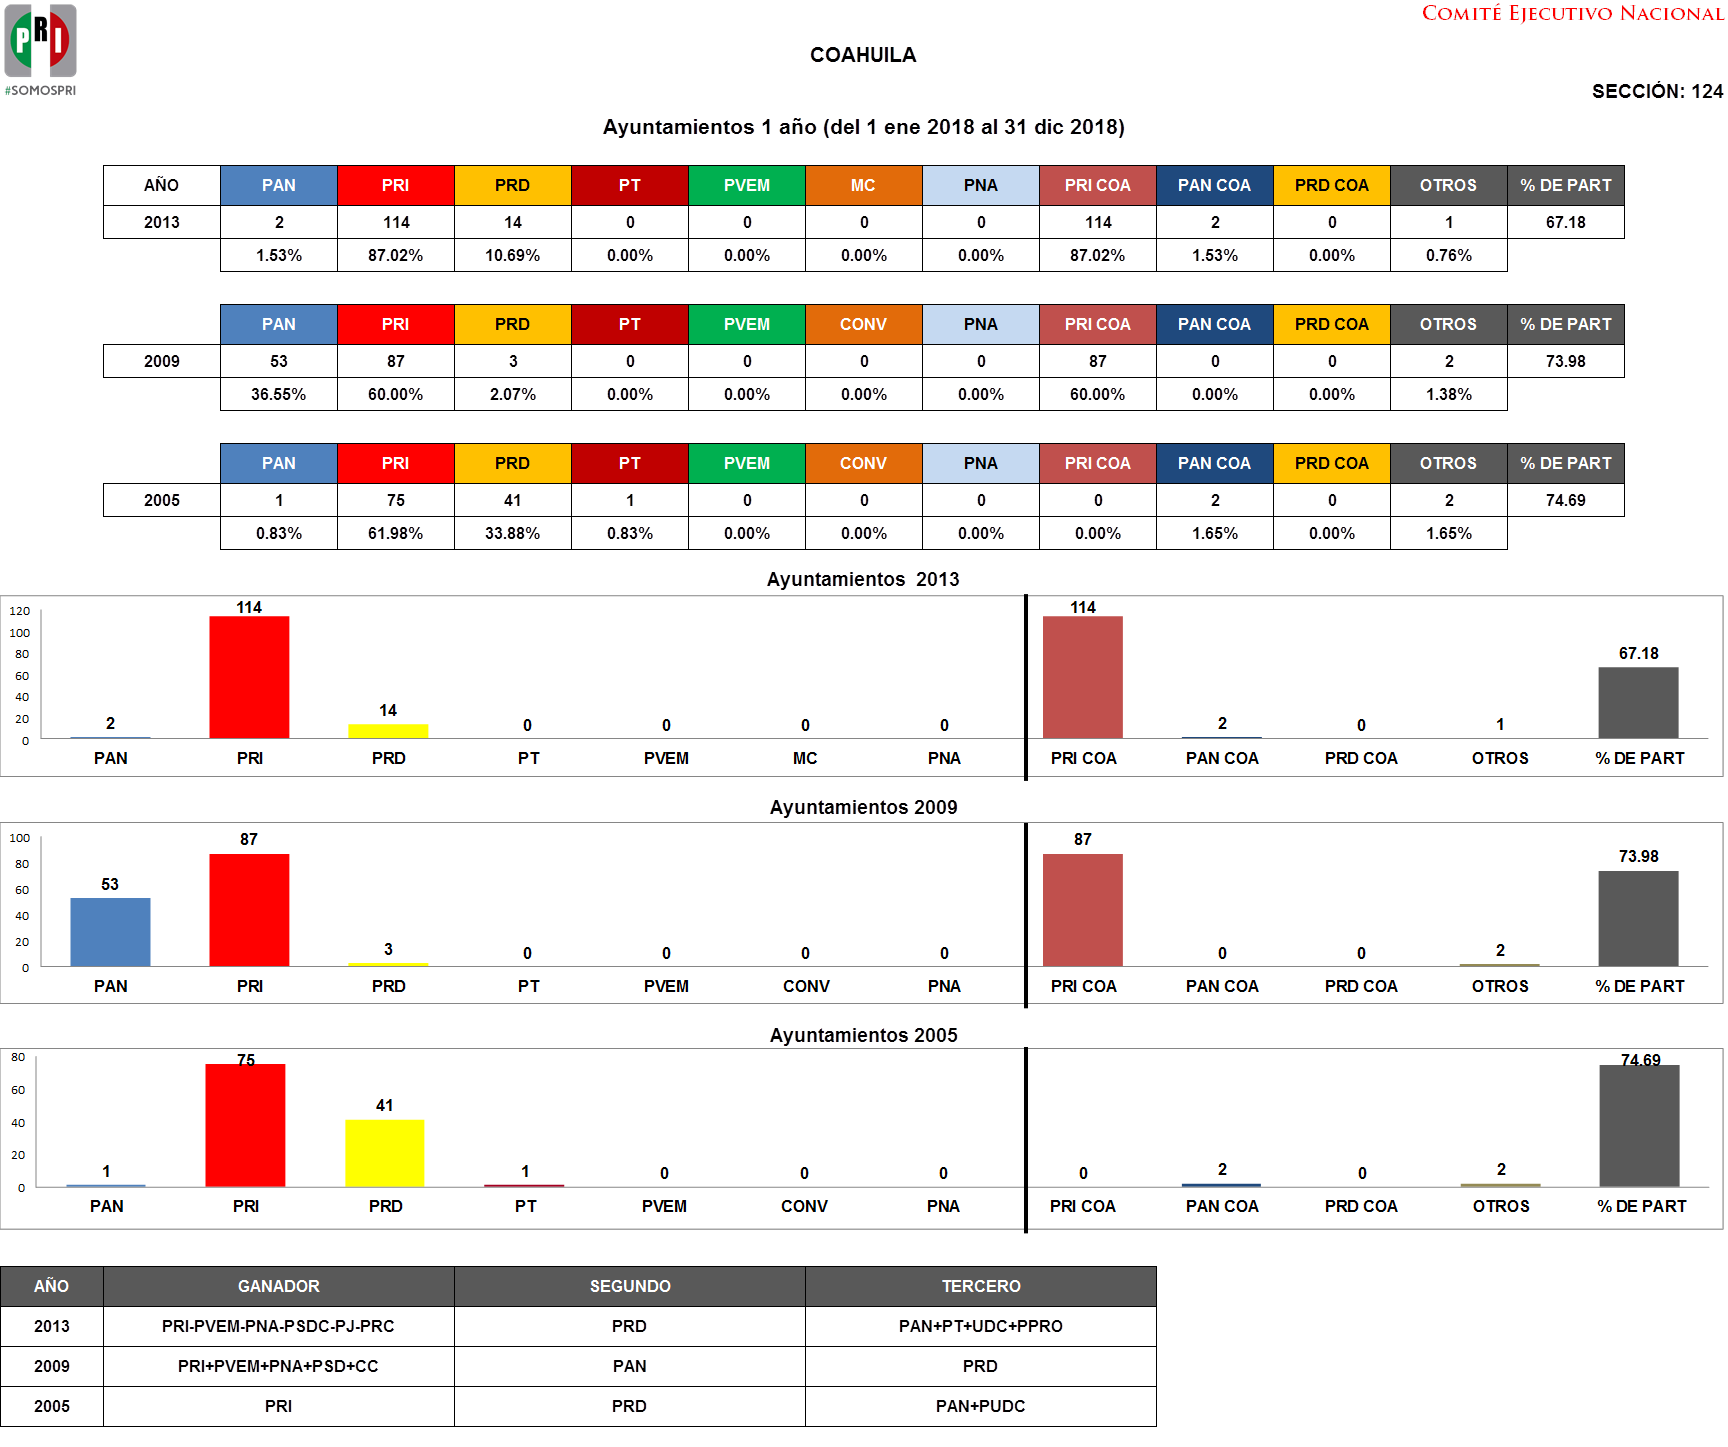 COMITÉ EJECUTIVO NACIONAL
PRI
#SOMOSPRI
COAHUILA
SECCIÓN: 124
Ayuntamientos 1 año (del 1 ene 2018 al 31 dic 2018)
AÑO PAN PRI PRD PT PVEM MC PNA PRI COA PAN COA PRD COA OTROS % DE PART
2013 2 114 14 0 0 0 0 114 2 0 1 67.18
1.53% 87.02% 10.69% 0.00% 0.00% 0.00% 0.00% 87.02% 1.53% 0.00% 0.76%
PAN PRI PRD PT PVEM CONV PNA PRI COA PAN COA PRD COA OTROS % DE PART
2009 53 87 3 0 0 0 0 87 0 0 2 73.98
36.55% 60.00% 2.07% 0.00% 0.00% 0.00% 0.00% 60.00% 0.00% 0.00% 1.38%
PAN PRI PRD PT PVEM CONV PNA PRI COA PAN COA PRD COA OTROS % DE PART
2005 1 75 41 1 0 0 0 0 2 0 2 74.69
0.83% 61.98% 33.88% 0.83% 0.00% 0.00% 0.00% 0.00% 1.65% 0.00% 1.65%
Ayuntamientos 2013
120
100
80
60
40
20
0
2 114 14 0 0 0 0 114 2 0 1 67.18
PAN PRI PRD PT PVEM MC PNA PRI COA PAN COA PRD COA OTROS % DE PART
Ayuntamientos 2009
100
80
60
40
20
0
53 87 3 0 0 0 0 87 0 0 2 73.98
PAN PRI PRD PT PVEM CONV PNA PRI COA PAN COA PRD COA OTROS % DE PART
Ayuntamientos 2005
80
60
40
20
0
1 75 41 1 0 0 0 0 2 0 2 74.69
PAN PRI PRD PT PVEM CONV PNA PRI COA PAN COA PRD COA OTROS % DE PART
AÑO GANADOR SEGUNDO TERCERO
2013 PRI-PVEM-PNA-PSDC-PJ-PRC PRD PAN+PT+UDC+PPRO
2009 PRI+PVEM+PNA+PSD+CC PAN PRD
2005 PRI PRD PAN+PUDC